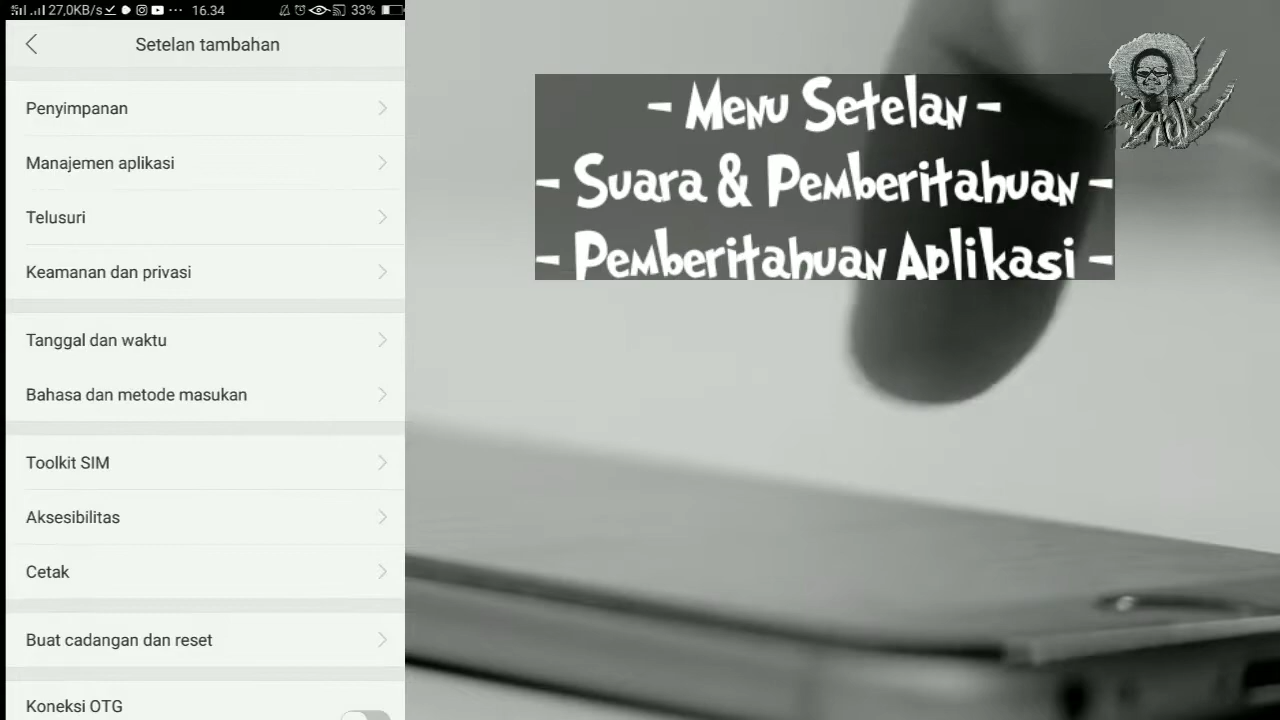 27,0KB/s
16.34
33%
Setelan tambahan
Penyimpanan
Manajemen aplikasi
Telusuri
Keamanan dan privasi
Tanggal dan waktu
Bahasa dan metode masukan
Toolkit SIM
Aksesibilitas
Cetak
Buat cadangan dan reset
Koneksi OTG
- Menu Setelan -
- Suara & Pemberitahuan -
- Pemberitahuan Aplikasi -